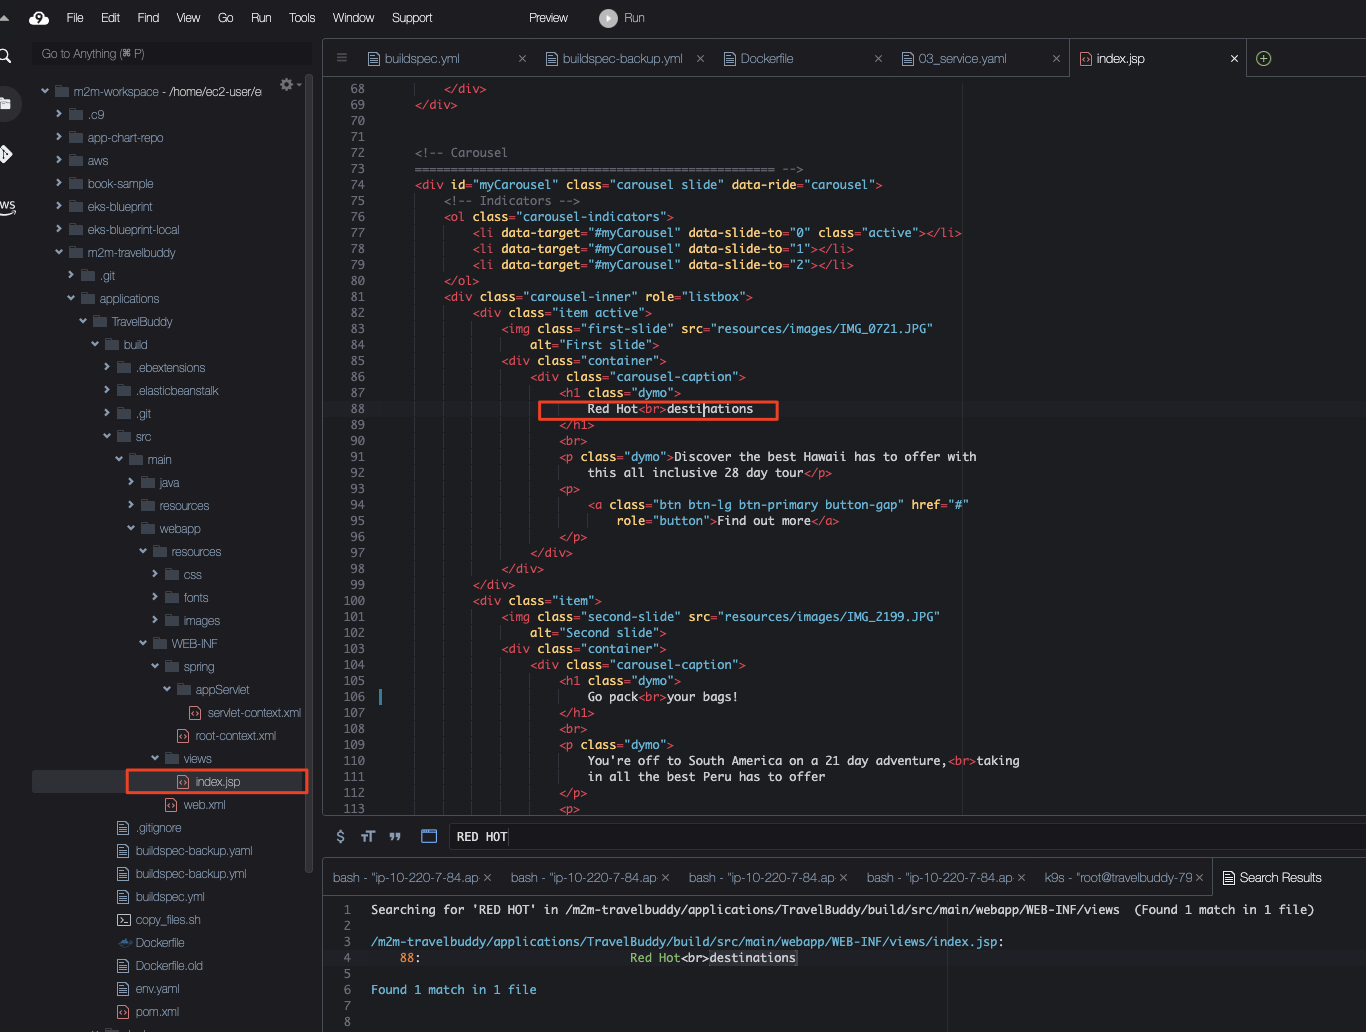 9 File Edit Find View Go Run Tools Window Support Preview Run
Go to Anything (⌘ P)
buildspec.yml × buildspec-backup.yml × Dockerfile × 03_service.yaml × index.jsp ×
m2m-workspace - /home/ec2-user/e
.c9
app-chart-repo
aws
book-sample
eks-blueprint
eks-blueprint-local
m2m-travelbuddy
.git
applications
TravelBuddy
build
.ebextensions
.elasticbeanstalk
.git
src
main
java
resources
webapp
resources
css
fonts
images
WEB-INF
spring
appServlet
servlet-context.xml
root-context.xml
views
index.jsp
web.xml
.gitignore
buildspec-backup.yaml
buildspec-backup.yml
buildspec.yml
copy_files.sh
Dockerfile
Dockerfile.old
env.yaml
pom.xml
ws
68 </div>
69 </div>
70
71
72 <!-- Carousel
73 ================================================== -->
74 <div id="myCarousel" class="carousel slide" data-ride="carousel">
75 <!-- Indicators -->
76 <ol class="carousel-indicators">
77 <li data-target="#myCarousel" data-slide-to="0" class="active"></li>
78 <li data-target="#myCarousel" data-slide-to="1"></li>
79 <li data-target="#myCarousel" data-slide-to="2"></li>
80 </ol>
81 <div class="carousel-inner" role="listbox">
82 <div class="item active">
83 <img class="first-slide" src="resources/images/IMG_0721.JPG"
84 alt="First slide">
85 <div class="container">
86 <div class="carousel-caption">
87 <h1 class="dymo">
88 Red Hot<br>destinations
89 </h1>
90 <br>
91 <p class="dymo">Discover the best Hawaii has to offer with
92 this all inclusive 28 day tour</p>
93 <p>
94 <a class="btn btn-lg btn-primary button-gap" href="#"
95 role="button">Find out more</a>
96 </p>
97 </div>
98 </div>
99 </div>
100 <div class="item">
101 <img class="second-slide" src="resources/images/IMG_2199.JPG"
102 alt="Second slide">
103 <div class="container">
104 <div class="carousel-caption">
105 <h1 class="dymo">
106 Go pack<br>your bags!
107 </h1>
108 <br>
109 <p class="dymo">
110 You're off to South America on a 21 day adventure,<br>taking
111 in all the best Peru has to offer
112 </p>
113 <p>
$ RED HOT
bash - "ip-10-220-7-84.ap × bash - "ip-10-220-7-84.ap × bash - "ip-10-220-7-84.ap × bash - "ip-10-220-7-84.ap × k9s - "root@travelbuddy-79 × Search Results
1 Searching for 'RED HOT' in /m2m-travelbuddy/applications/TravelBuddy/build/src/main/webapp/WEB-INF/views (Found 1 match in 1 file)
2
3 /m2m-travelbuddy/applications/TravelBuddy/build/src/main/webapp/WEB-INF/views/index.jsp:
4 88: Red Hot<br>destinations
5
6 Found 1 match in 1 file
7
8